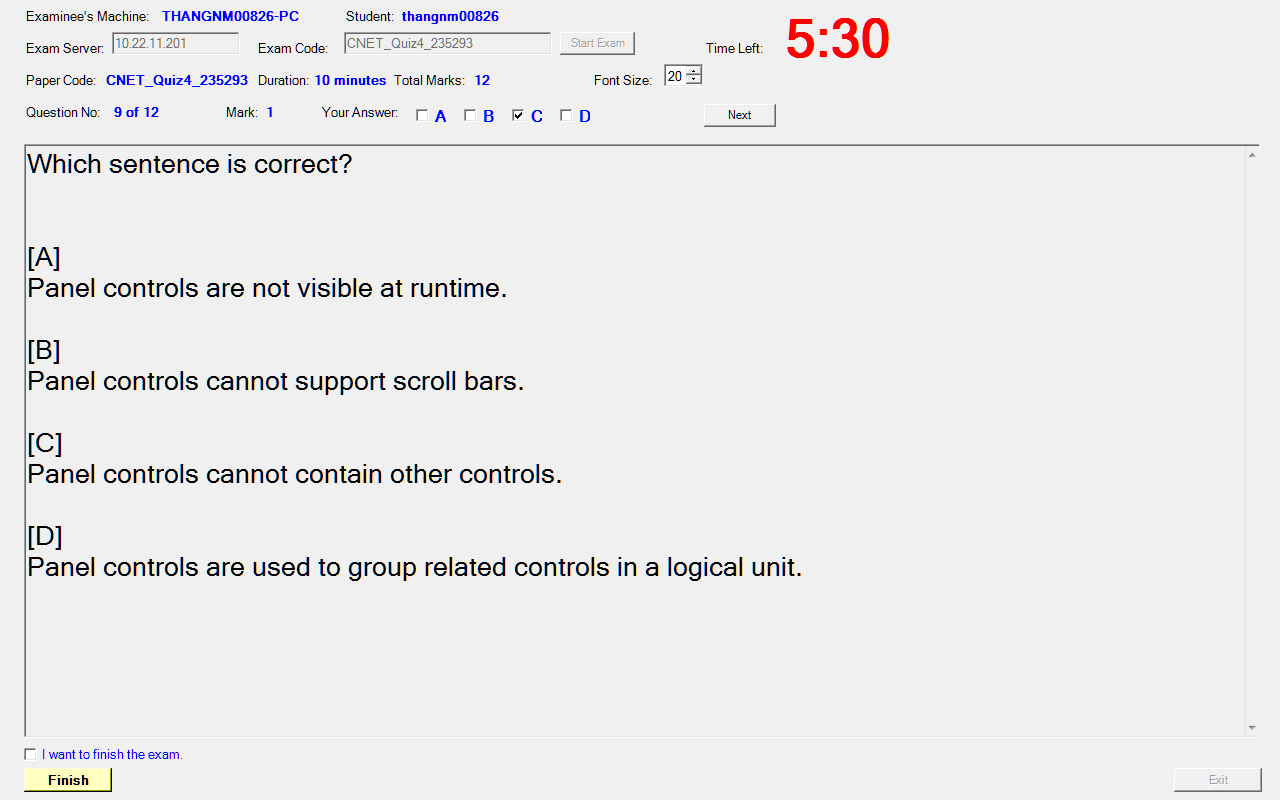 Examinee's Machine: THANGNM00826-PC Student: thangnm00826
Exam Server: 10.22.11.201 Exam Code: CNET_Quiz4_235293 Start Exam Time Left: 5:30
Paper Code: CNET_Quiz4_235293 Duration: 10 minutes Total Marks: 12 Font Size: 20
Question No: 9 of 12 Mark: 1 Your Answer: A B C D Next
Which sentence is correct?
[A]
Panel controls are not visible at runtime.
[B]
Panel controls cannot support scroll bars.
[C]
Panel controls cannot contain other controls.
[D]
Panel controls are used to group related controls in a logical unit.
I want to finish the exam.
Finish Exit